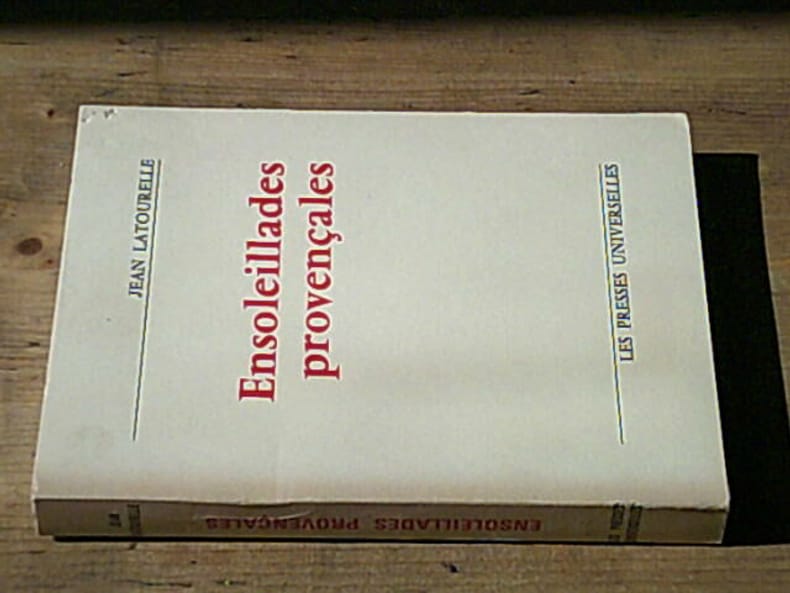 JEAN LATOURELLE
Ensoleillades
provençales
LES PRESSES UNIVERSELLES
ENSOLEILLADES PROVENÇALES